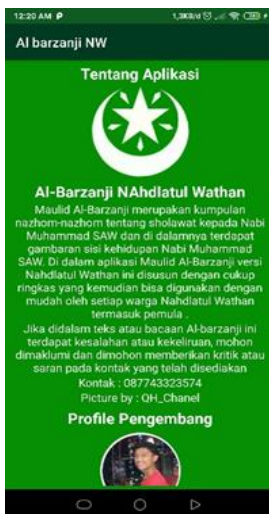 12:20 AM P
1,3KB/d
Al barzanji NW
Tentang Aplikasi
Al-Barzanji NAhdlatul Wathan
Maulid Al-Barzanji merupakan kumpulan
nazhom-nazhom tentang sholawat kepada Nabi
Muhammad SAW dan di dalamnya terdapat
gambaran sisi kehidupan Nabi Muhammad
SAW. Di dalam aplikasi Maulid Al-Barzanji versi
Nahdlatul Wathan ini disusun dengan cukup
ringkas yang kemudian bisa digunakan dengan
mudah oleh setiap warga Nahdlatul Wathan
termasuk pemula .
Jika didalam teks atau bacaan Al-barzanji ini
terdapat kesalahan atau kekeliruan, mohon
dimaklumi dan dimohon memberikan kritik atau
saran pada kontak yang telah disediakan
Kontak : 087743323574
Picture by : QH_Chanel
Profile Pengembang